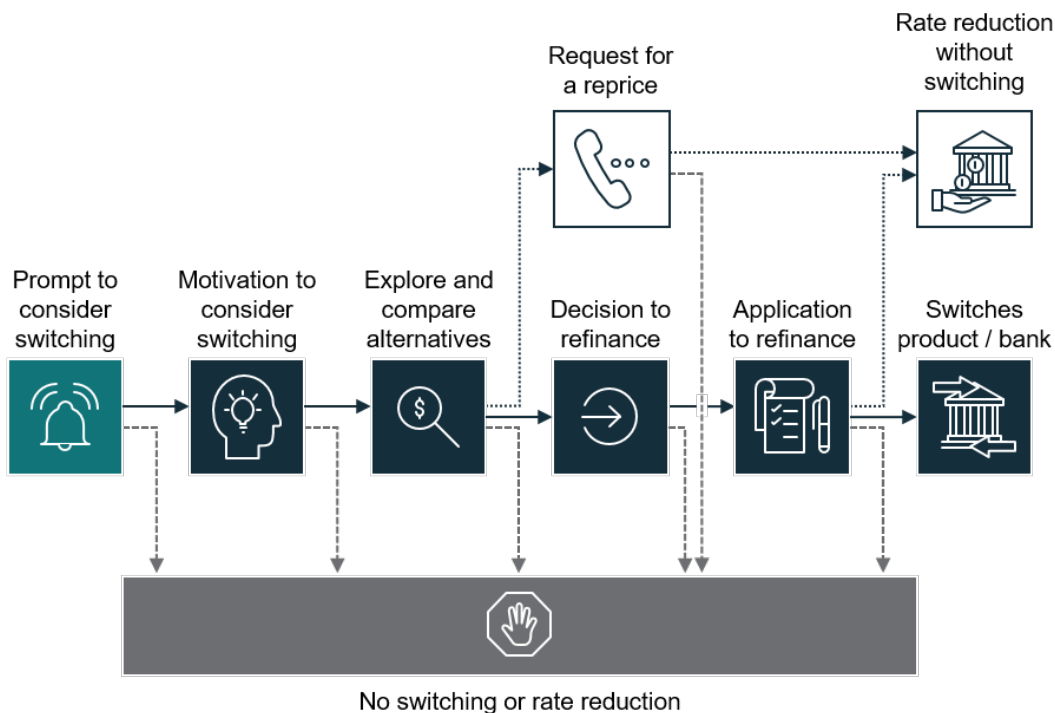 Request for
a reprice
Rate reduction
without
switching
Prompt to
consider
switching
Motivation to
consider
switching
Explore and
compare
alternatives
$
Decision to
refinance
Application
to refinance
Switches
product / bank
No switching or rate reduction